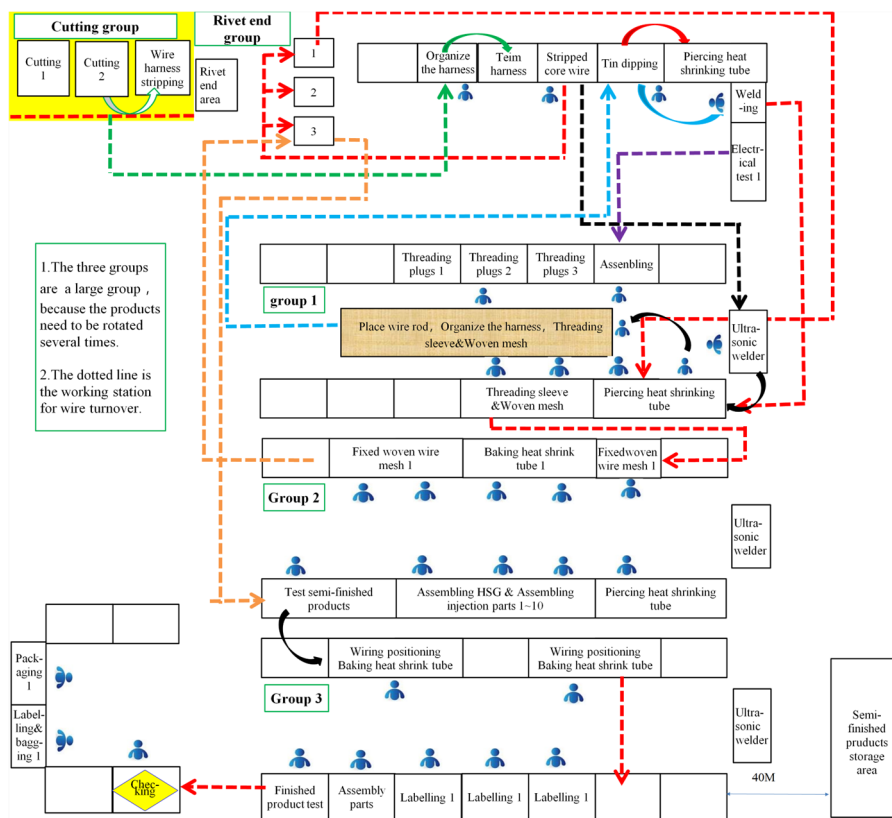 Cutting group
Cutting
1
Cutting
2
Wire
harness
stripping
Rivet end
group
Rivet
end
area
1
2
3
Organize
the harness
Teim
harness
Stripped
core wire
Tin dipping
Piercing heat
shrinking tube
Weld
-ing
Electri-
cal
test 1
1.The three groups
are a large group ,
because the products
need to be rotated
several times.
2.The dotted line is
the working station
for wire turnover.
Threading
plugs 1
Threading
plugs 2
Threading
plugs 3
Assenbling
group 1
Place wire rod, Organize the harness, Threading
sleeve&Woven mesh
Ultra-
sonic
welder
Threading sleeve
&Woven mesh
Piercing heat shrinking
tube
Fixed woven wire
mesh 1
Baking heat shrink
tube 1
Fixedwoven
wire mesh 1
Group 2
Ultra-
sonic
welder
Test semi-finished
products
Assembling HSG & Assembling
injection parts 1~10
Piercing heat shrinking
tube
Wiring positioning
Baking heat shrink tube
Wiring positioning
Baking heat shrink tube
Group 3
Pack-
aging
1
Label-
ling&
bagg-
ing 1
Chec-
king
Finished
product test
Assembly
parts
Labelling 1
Labelling 1
Labelling 1
Ultra-
sonic
welder
40M
Semi-
finished
pruducts
storage
area